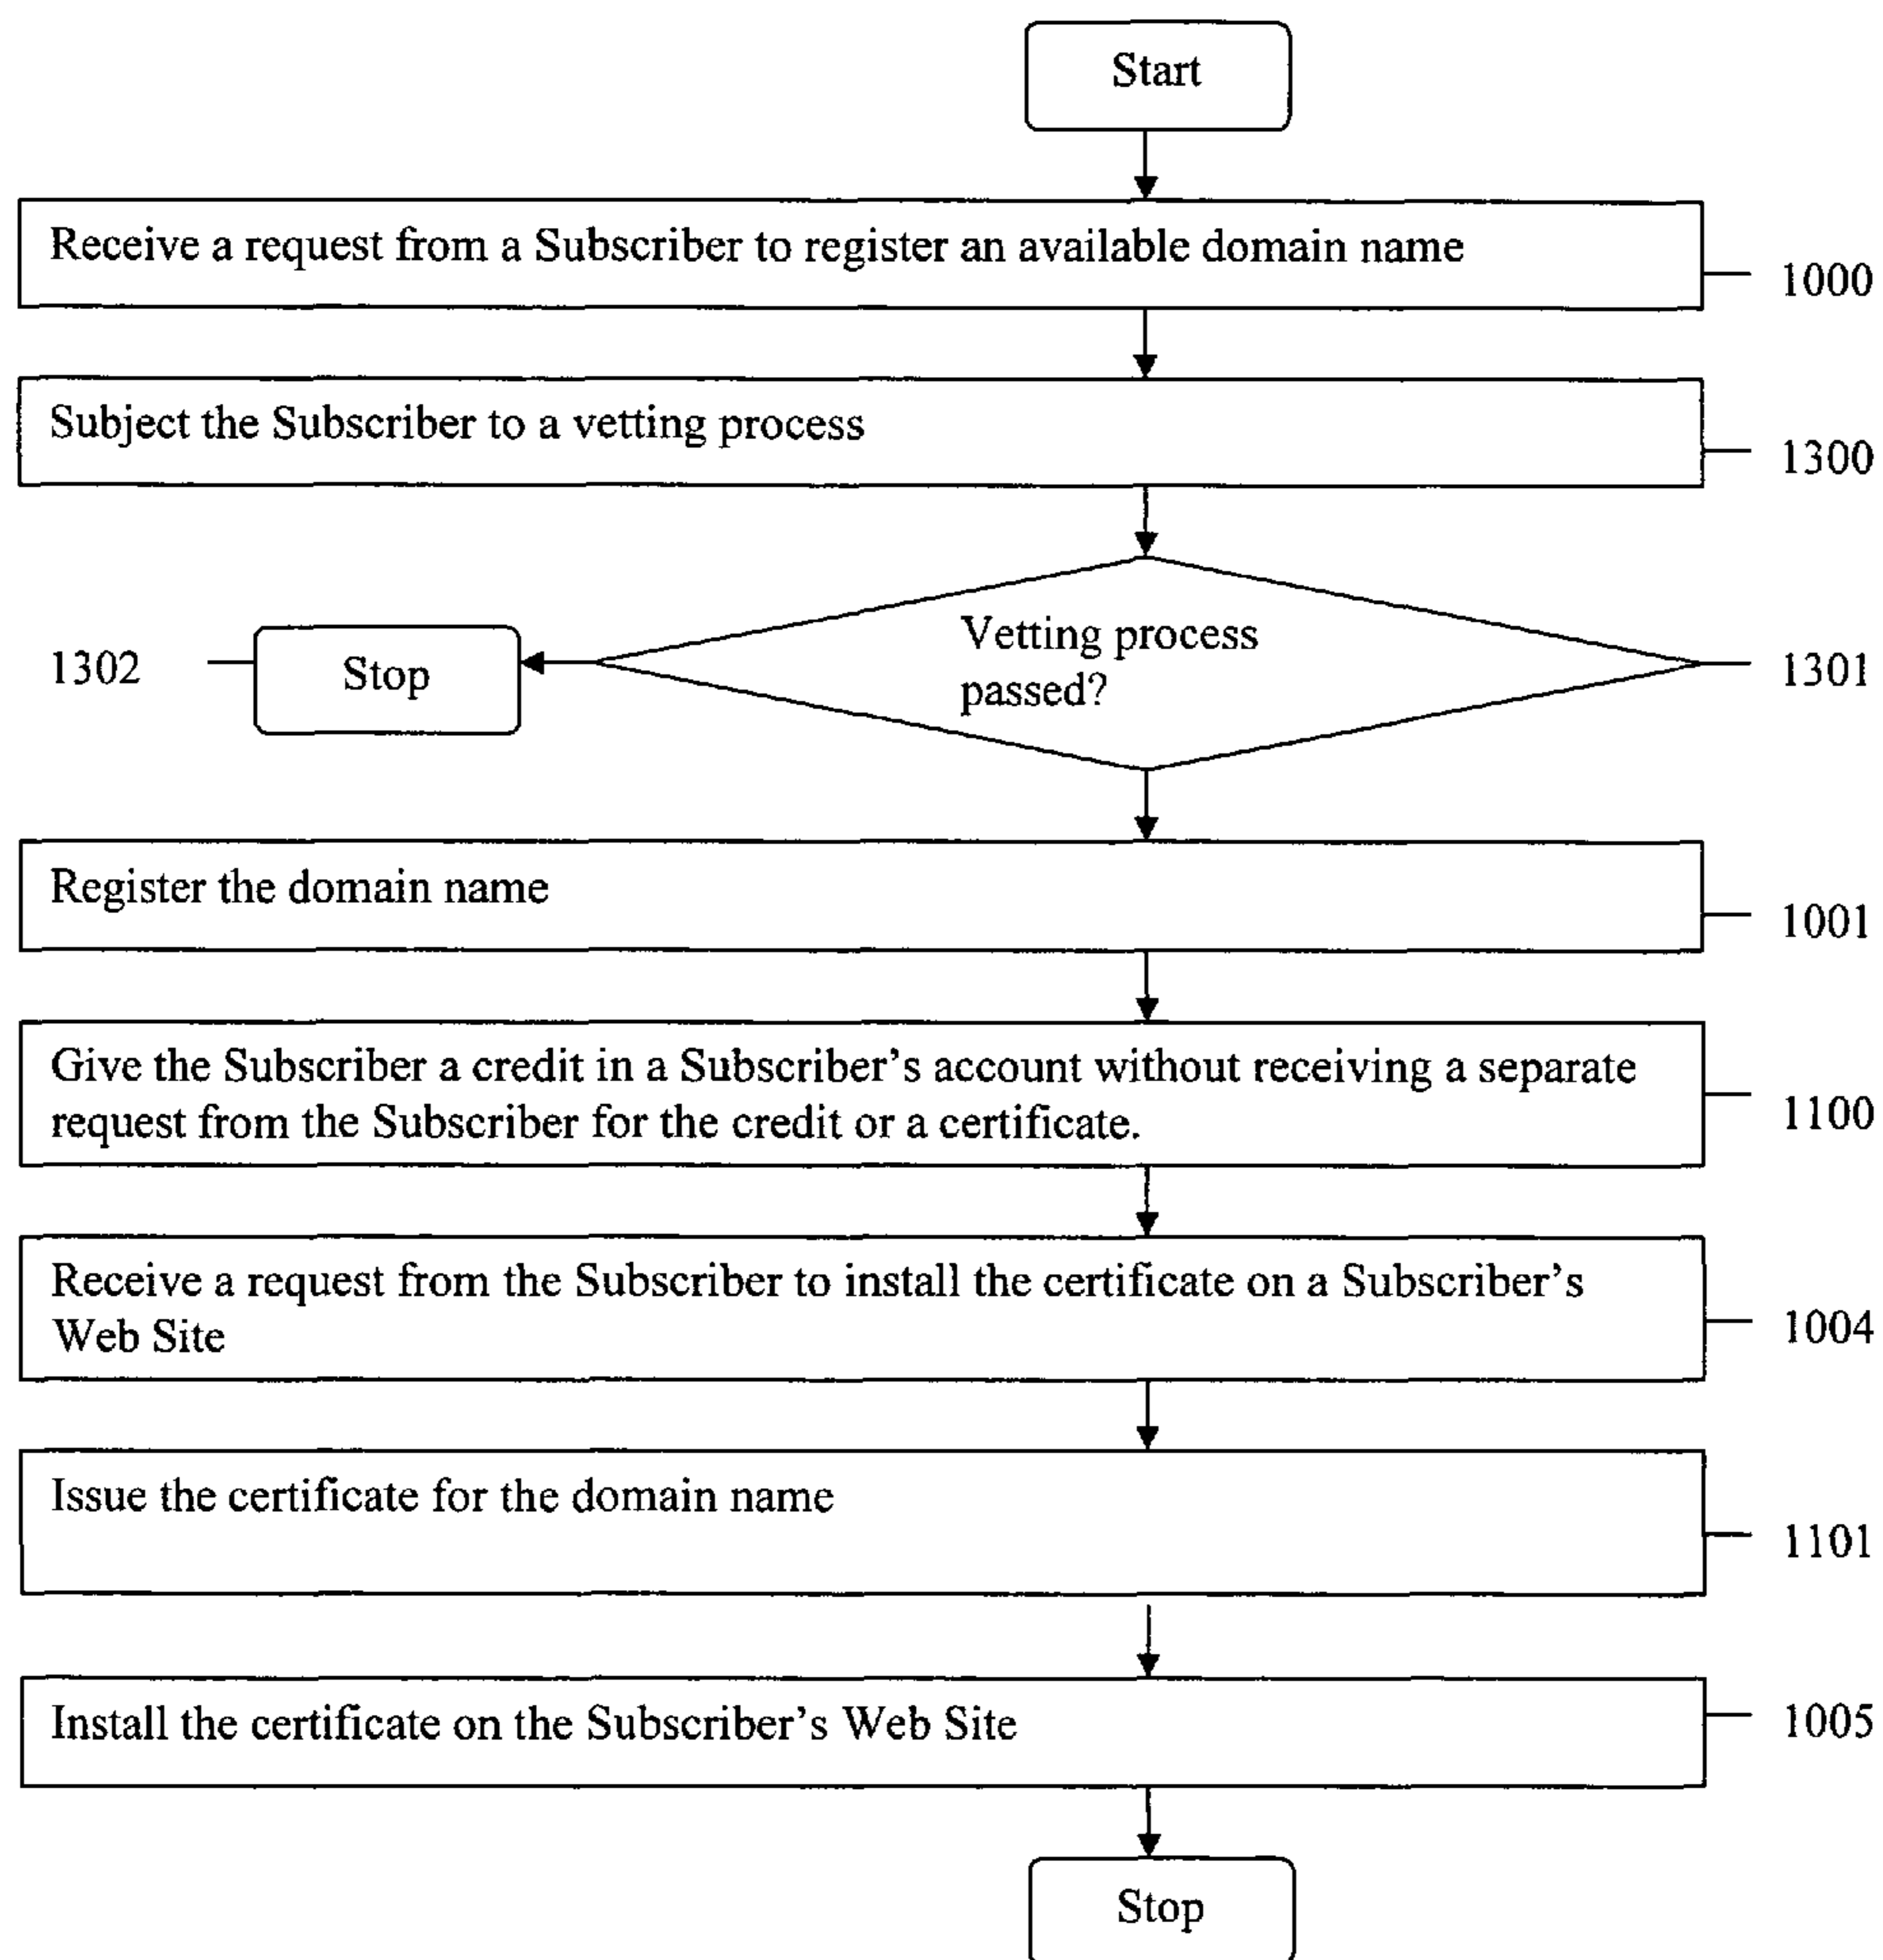 Start
Receive a request from a Subscriber to register an available domain name
1000
Subject the Subscriber to a vetting process
1300
Vetting process
passed?
1301
1302
Stop
Register the domain name
1001
Give the Subscriber a credit in a Subscriber's account without receiving a separate
request from the Subscriber for the credit or a certificate.
1100
Receive a request from the Subscriber to install the certificate on a Subscriber's
Web Site
1004
Issue the certificate for the domain name
1101
Install the certificate on the Subscriber's Web Site
1005
Stop